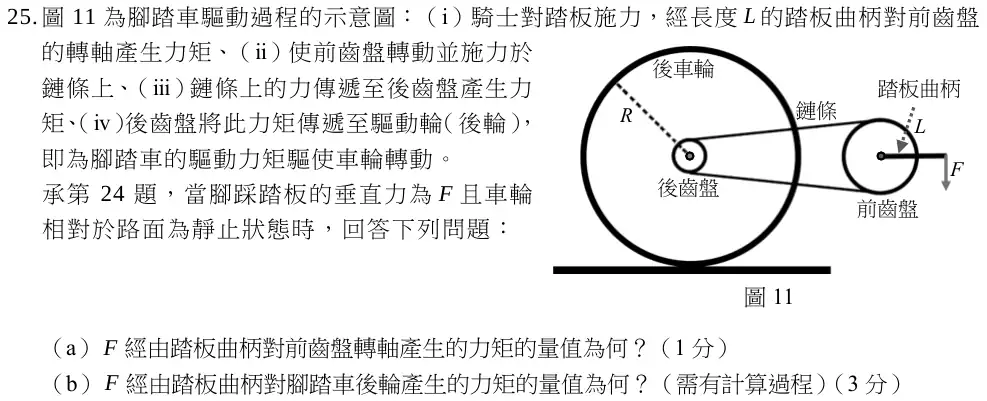 25.圖 11 為腳踏車驅動過程的示意圖:(i)騎士對踏板施力,經長度 L 的踏板曲柄對前齒盤
的轉軸產生力矩、(ii)使前齒盤轉動並施力於
鏈條上、(iii)鏈條上的力傳遞至後齒盤產生力
矩、(iv)後齒盤將此力矩傳遞至驅動輪(後輪),
即為腳踏車的驅動力矩驅使車輪轉動。
承第 24 題,當腳踩踏板的垂直力為 F 且車輪
相對於路面為靜止狀態時,回答下列問題:
後車輪
踏板曲柄
鏈條
R
L
F
後齒盤
前齒盤
圖 11
(a) F 經由踏板曲柄對前齒盤轉軸產生的力矩的量值為何?(1 分)
(b) F 經由踏板曲柄對腳踏車後輪產生的力矩的量值為何?(需有計算過程)(3 分)